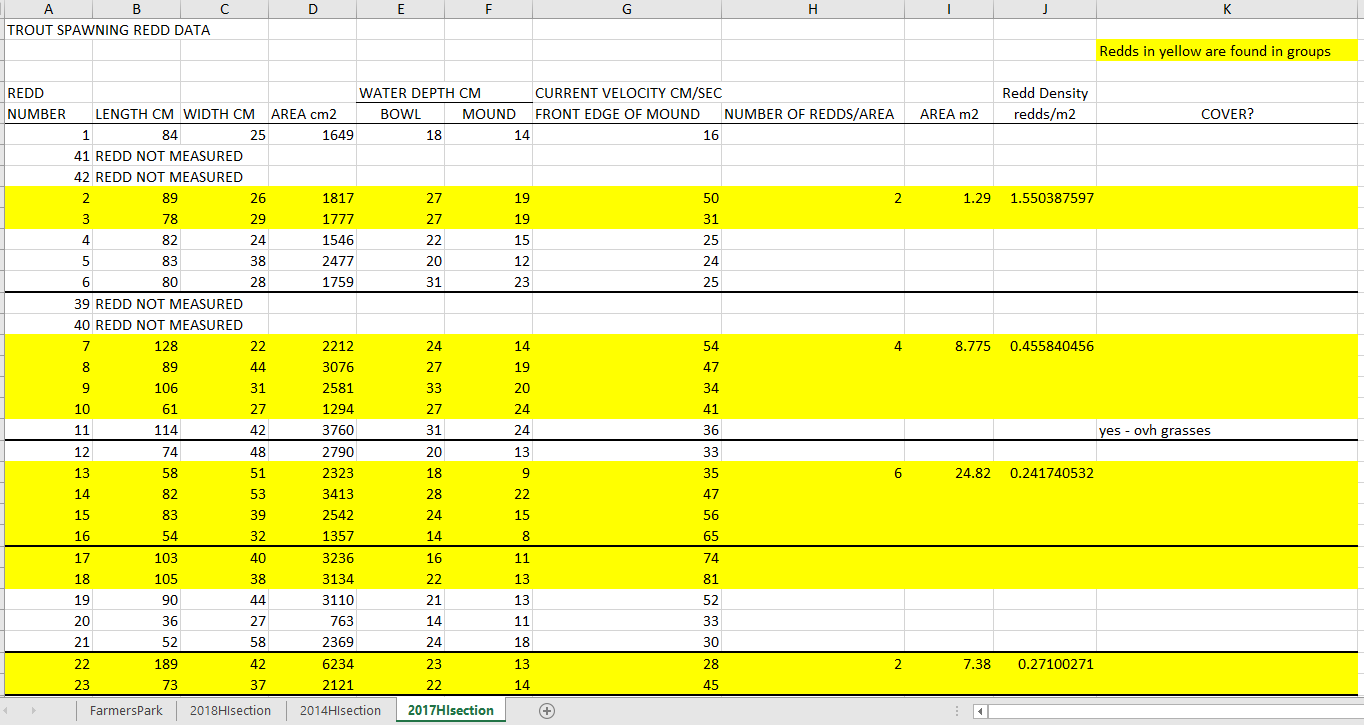 A B C D E F G H I J K
TROUT SPAWNING REDD DATA
Redds in yellow are found in groups
REDD WATER DEPTH CM CURRENT VELOCITY CM/SEC Redd Density
NUMBER LENGTH CM WIDTH CM AREA cm2 BOWL MOUND FRONT EDGE OF MOUND NUMBER OF REDDS/AREA AREA m2 redds/m2 COVER?
1 84 25 1649 18 14 16
41 REDD NOT MEASURED
42 REDD NOT MEASURED
2 89 26 1817 27 19 50 2 1.29 1.550387597
3 78 29 1777 27 19 31
4 82 24 1546 22 15 25
5 83 38 2477 20 12 24
6 80 28 1759 31 23 25
39 REDD NOT MEASURED
40 REDD NOT MEASURED
7 128 22 2212 24 14 54 4 8.775 0.455840456
8 89 44 3076 27 19 47
9 106 31 2581 33 20 34
10 61 27 1294 27 24 41
11 114 42 3760 31 24 36 yes - ovh grasses
12 74 48 2790 20 13 33
13 58 51 2323 18 9 35 6 24.82 0.241740532
14 82 53 3413 28 22 47
15 83 39 2542 24 15 56
16 54 32 1357 14 8 65
17 103 40 3236 16 11 74
18 105 38 3134 22 13 81
19 90 44 3110 21 13 52
20 36 27 763 14 11 33
21 52 58 2369 24 18 30
22 189 42 6234 23 13 28 2 7.38 0.27100271
23 73 37 2121 22 14 45
FarmersPark 2018HIsection 2014HIsection 2017HIsection